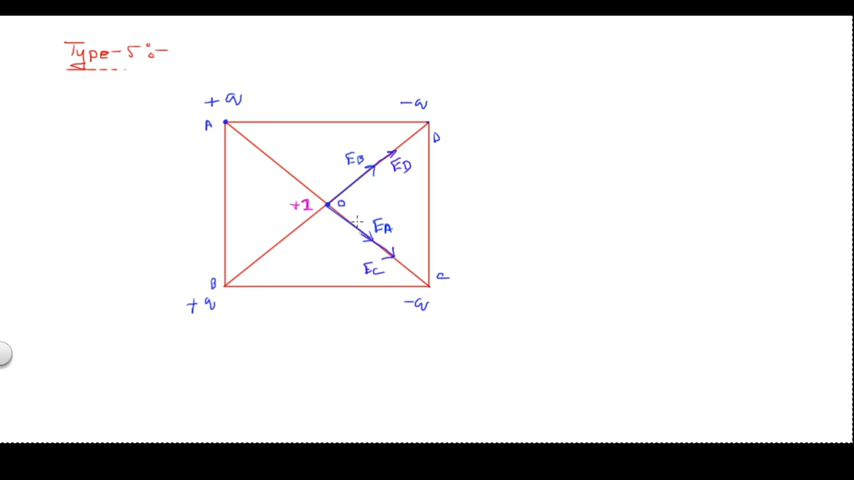 Type-5:-
+q
-q
A
D
EB
ED
+1
O
EA
EC
B
C
+q
-q